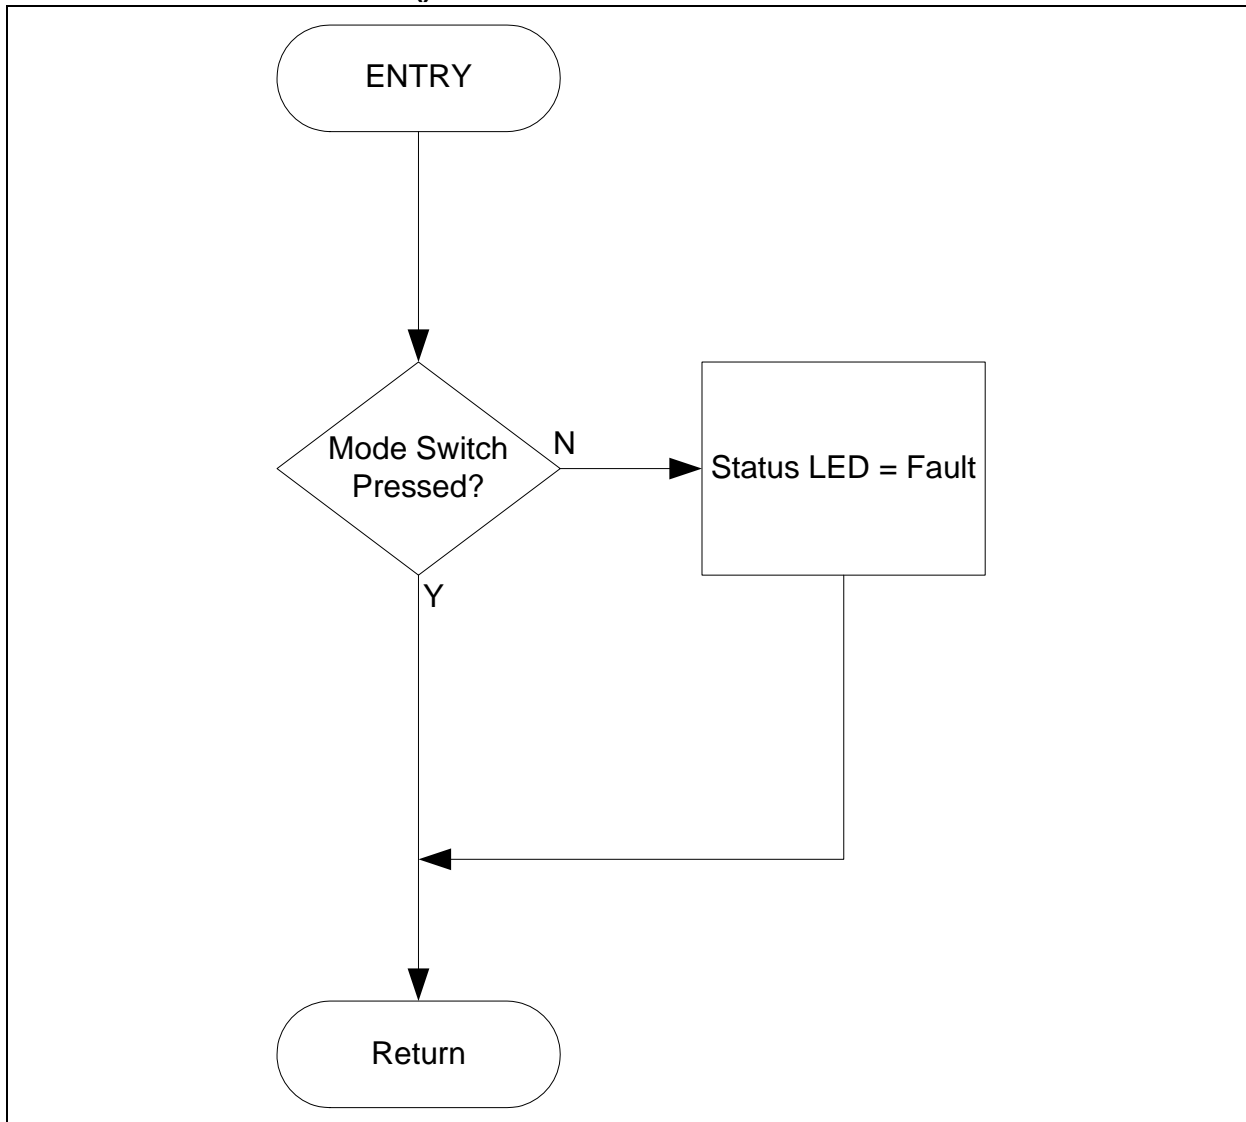 ()
ENTRY
Mode Switch
Pressed?
N
Status LED = Fault
Y
Return